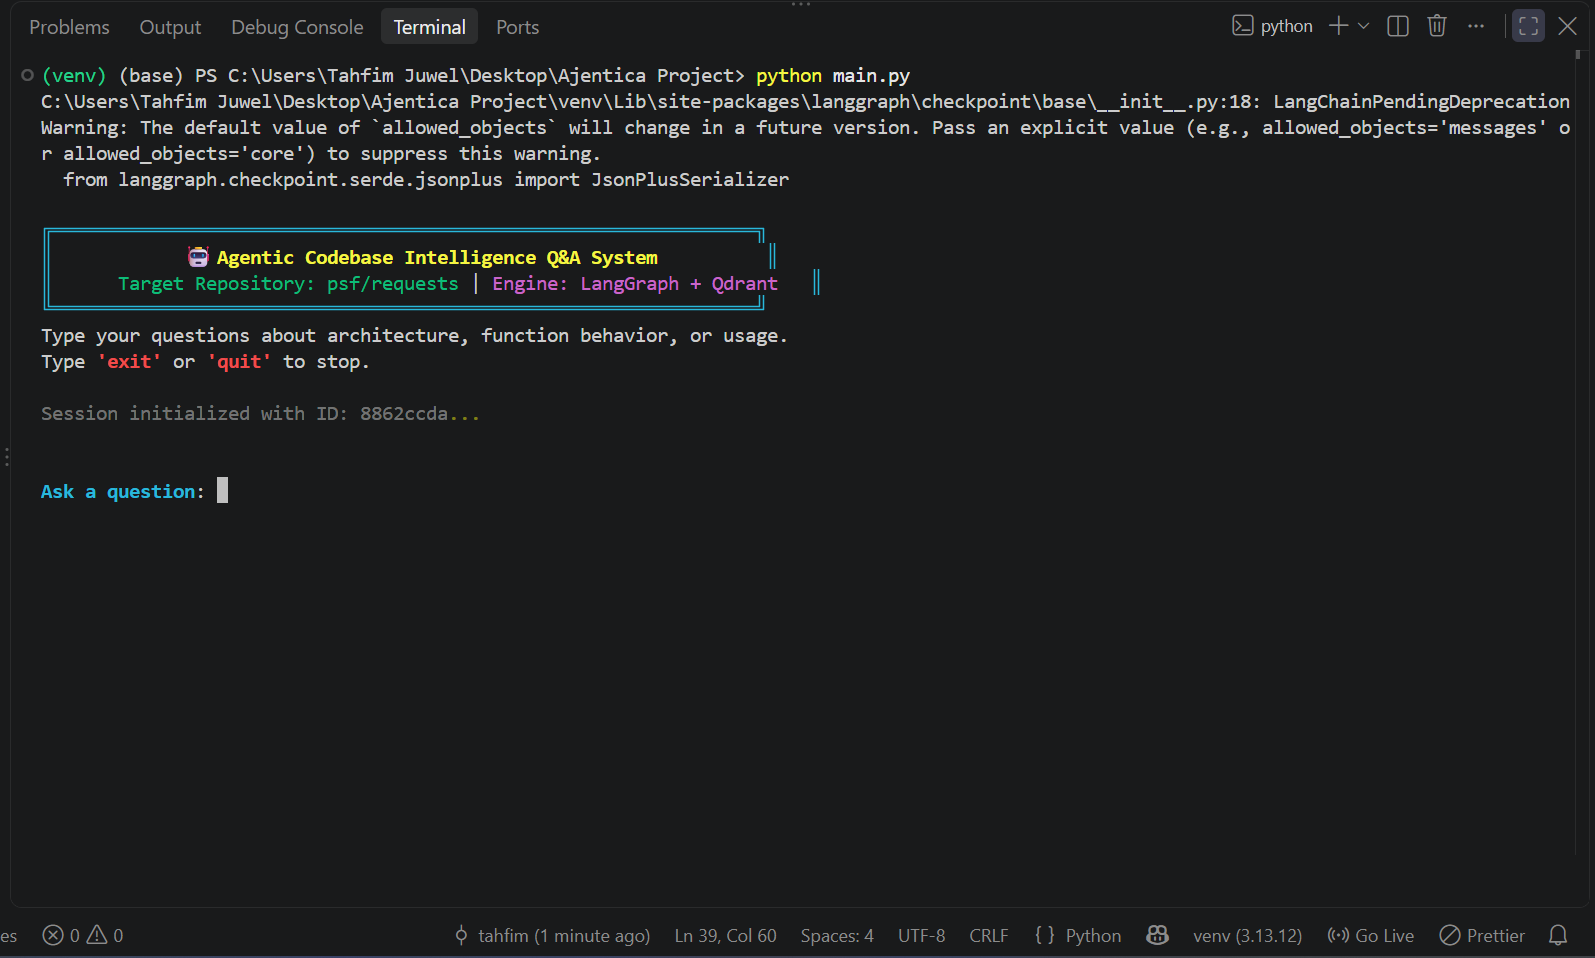 Problems Output Debug Console Terminal Ports python
(venv) (base) PS C:\Users\Tahfim Juwel\Desktop\Ajentica Project> python main.py
C:\Users\Tahfim Juwel\Desktop\Ajentica Project\venv\Lib\site-packages\langgraph\checkpoint\base\__init__.py:18: LangChainPendingDeprecation
Warning: The default value of `allowed_objects` will change in a future version. Pass an explicit value (e.g., allowed_objects='messages' o
r allowed_objects='core') to suppress this warning.
from langgraph.checkpoint.serde.jsonplus import JsonPlusSerializer
Agentic Codebase Intelligence Q&A System
Target Repository: psf/requests | Engine: LangGraph + Qdrant
Type your questions about architecture, function behavior, or usage.
Type 'exit' or 'quit' to stop.
Session initialized with ID: 8862ccda...
Ask a question:
es 0 0 tahfim (1 minute ago) Ln 39, Col 60 Spaces: 4 UTF-8 CRLF { } Python venv (3.13.12) Go Live Prettier